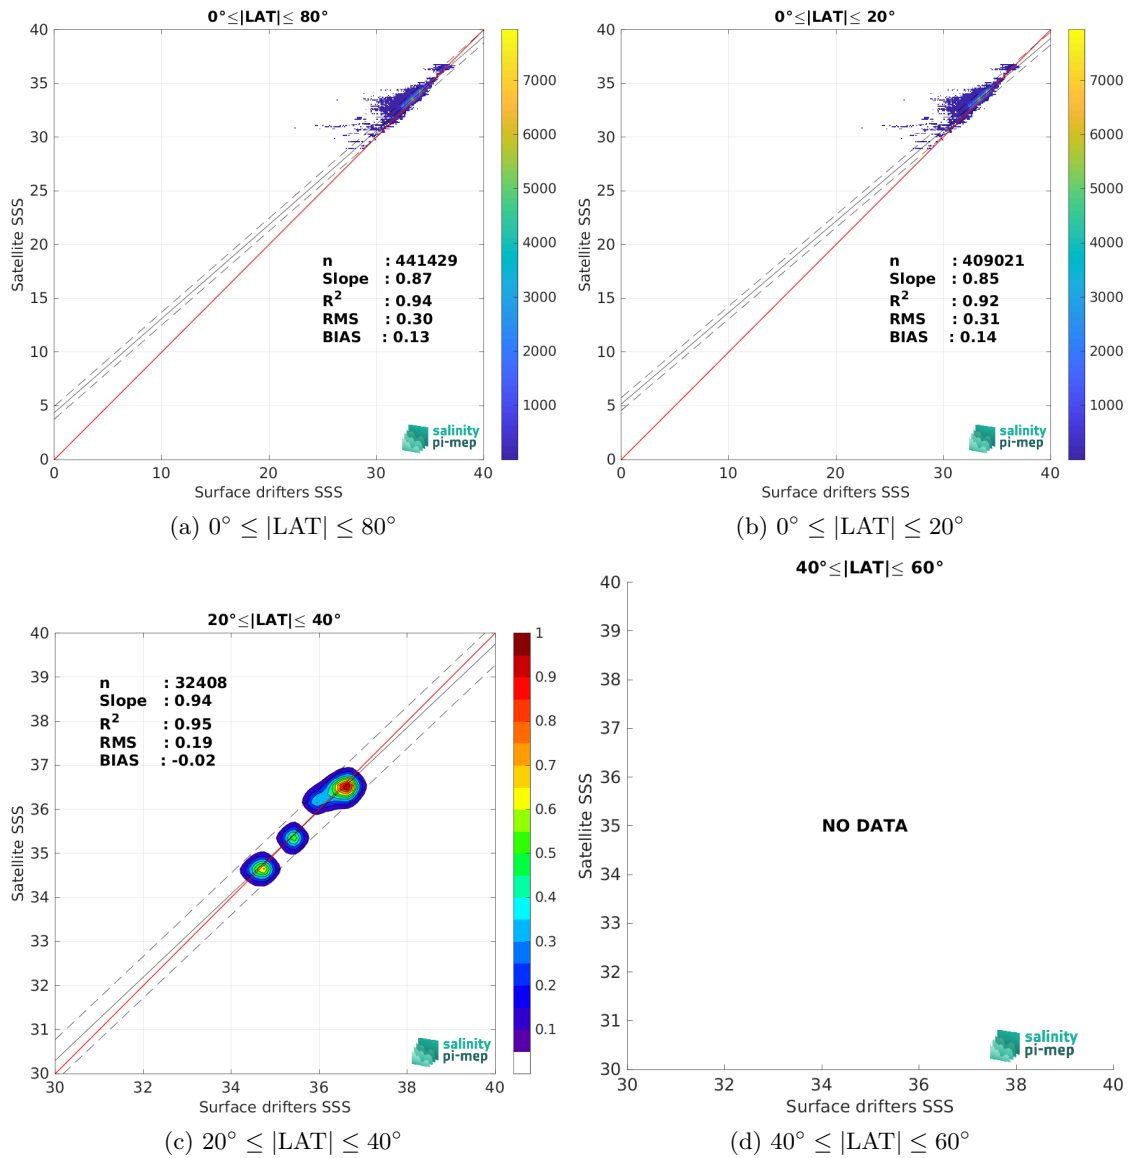 0°≤|LAT|≤ 80°
40
35
30
25
20
15
10
5
0
0
10
20
30
40
Satellite SSS
Surface drifters SSS
n : 441429
Slope : 0.87
R² : 0.94
RMS : 0.30
BIAS : 0.13
7000
6000
5000
4000
3000
2000
1000
salinity
pi-mep
(a) 0° ≤ |LAT| ≤ 80°
0°≤|LAT|≤ 20°
40
35
30
25
20
15
10
5
0
0
10
20
30
40
Satellite SSS
Surface drifters SSS
n : 409021
Slope : 0.85
R² : 0.92
RMS : 0.31
BIAS : 0.14
7000
6000
5000
4000
3000
2000
1000
salinity
pi-mep
(b) 0° ≤ |LAT| ≤ 20°
20°≤|LAT|≤ 40°
40
39
38
37
36
35
34
33
32
31
30
30
32
34
36
38
40
Satellite SSS
Surface drifters SSS
n : 32408
Slope : 0.94
R² : 0.95
RMS : 0.19
BIAS : -0.02
1
0.9
0.8
0.7
0.6
0.5
0.4
0.3
0.2
0.1
salinity
pi-mep
(c) 20° ≤ |LAT| ≤ 40°
40°≤|LAT|≤ 60°
40
39
38
37
36
35
34
33
32
31
30
30
32
34
36
38
40
Satellite SSS
Surface drifters SSS
NO DATA
salinity
pi-mep
(d) 40° ≤ |LAT| ≤ 60°